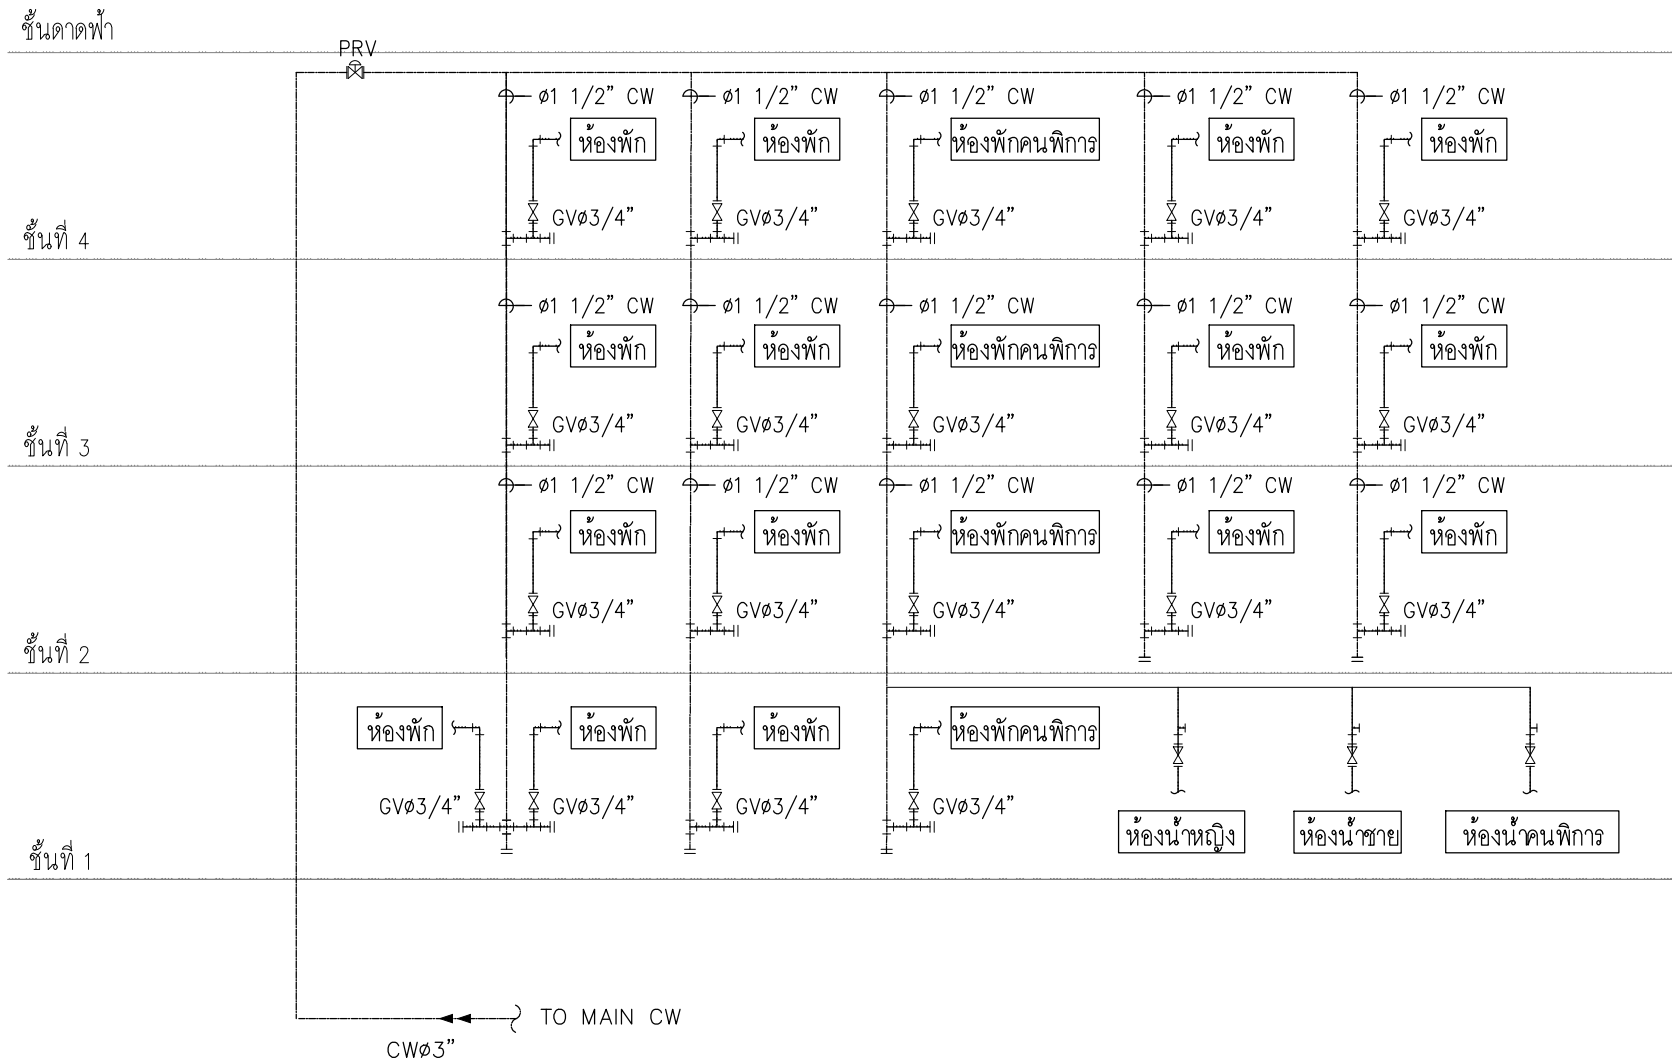 ชั้นดาดฟ้า
PRV
ø1 1/2” CW ø1 1/2” CW ø1 1/2” CW ø1 1/2” CW ø1 1/2” CW
ห้องพัก ห้องพัก ห้องพักคนพิการ ห้องพัก ห้องพัก
GVø3/4” GVø3/4” GVø3/4” GVø3/4” GVø3/4”
ชั้นที่ 4
ø1 1/2” CW ø1 1/2” CW ø1 1/2” CW ø1 1/2” CW ø1 1/2” CW
ห้องพัก ห้องพัก ห้องพักคนพิการ ห้องพัก ห้องพัก
GVø3/4” GVø3/4” GVø3/4” GVø3/4” GVø3/4”
ชั้นที่ 3
ø1 1/2” CW ø1 1/2” CW ø1 1/2” CW ø1 1/2” CW ø1 1/2” CW
ห้องพัก ห้องพัก ห้องพักคนพิการ ห้องพัก ห้องพัก
GVø3/4” GVø3/4” GVø3/4” GVø3/4” GVø3/4”
ชั้นที่ 2
ห้องพัก ห้องพัก ห้องพัก ห้องพักคนพิการ
GVø3/4” GVø3/4” GVø3/4” GVø3/4”
ห้องน้ำหญิง ห้องน้ำชาย ห้องน้ำคนพิการ
ชั้นที่ 1
TO MAIN CW
CWø3”